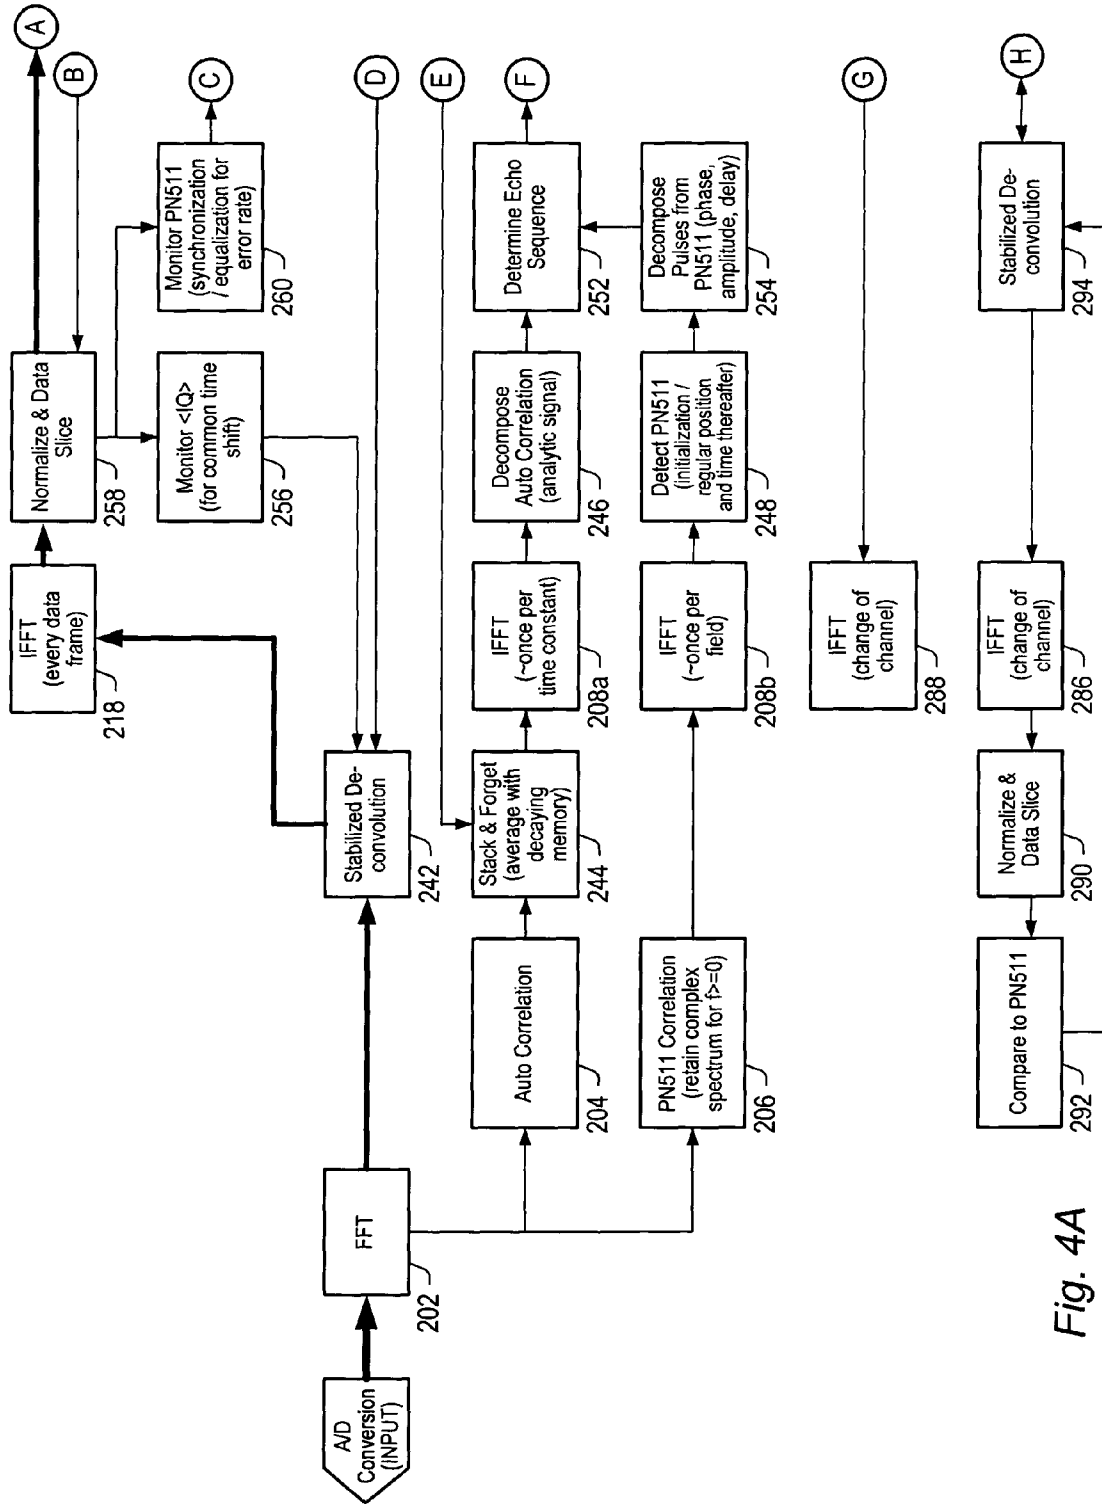 A/D
Conversion
(INPUT)
FFT
202
Stabilized De-
convolution
242
IFFT
(every data
frame)
218
Normalize & Data
Slice
258
A
B
Monitor <IQ>
(for common time
shift)
256
Monitor PN511
(synchronization
/ equalization for
error rate)
260
C
D
E
Auto Correlation
204
Stack & Forget
(average with
decaying
memory)
244
IFFT
(~once per
time constant)
208a
Decompose
Auto Correlation
(analytic signal)
246
Determine Echo
Sequence
252
F
PN511 Correlation
(retain complex
spectrum for f>=0)
206
IFFT
(~once per
field)
208b
Detect PN511
(initialization /
regular position
and time thereafter)
248
Decompose
Pulses from
PN511 (phase,
amplitude, delay)
254
IFFT
(change of
channel)
288
G
Compare to PN511
292
Normalize &
Data Slice
290
IFFT
(change of
channel)
286
Stabilized De-
convolution
294
H
Fig. 4A